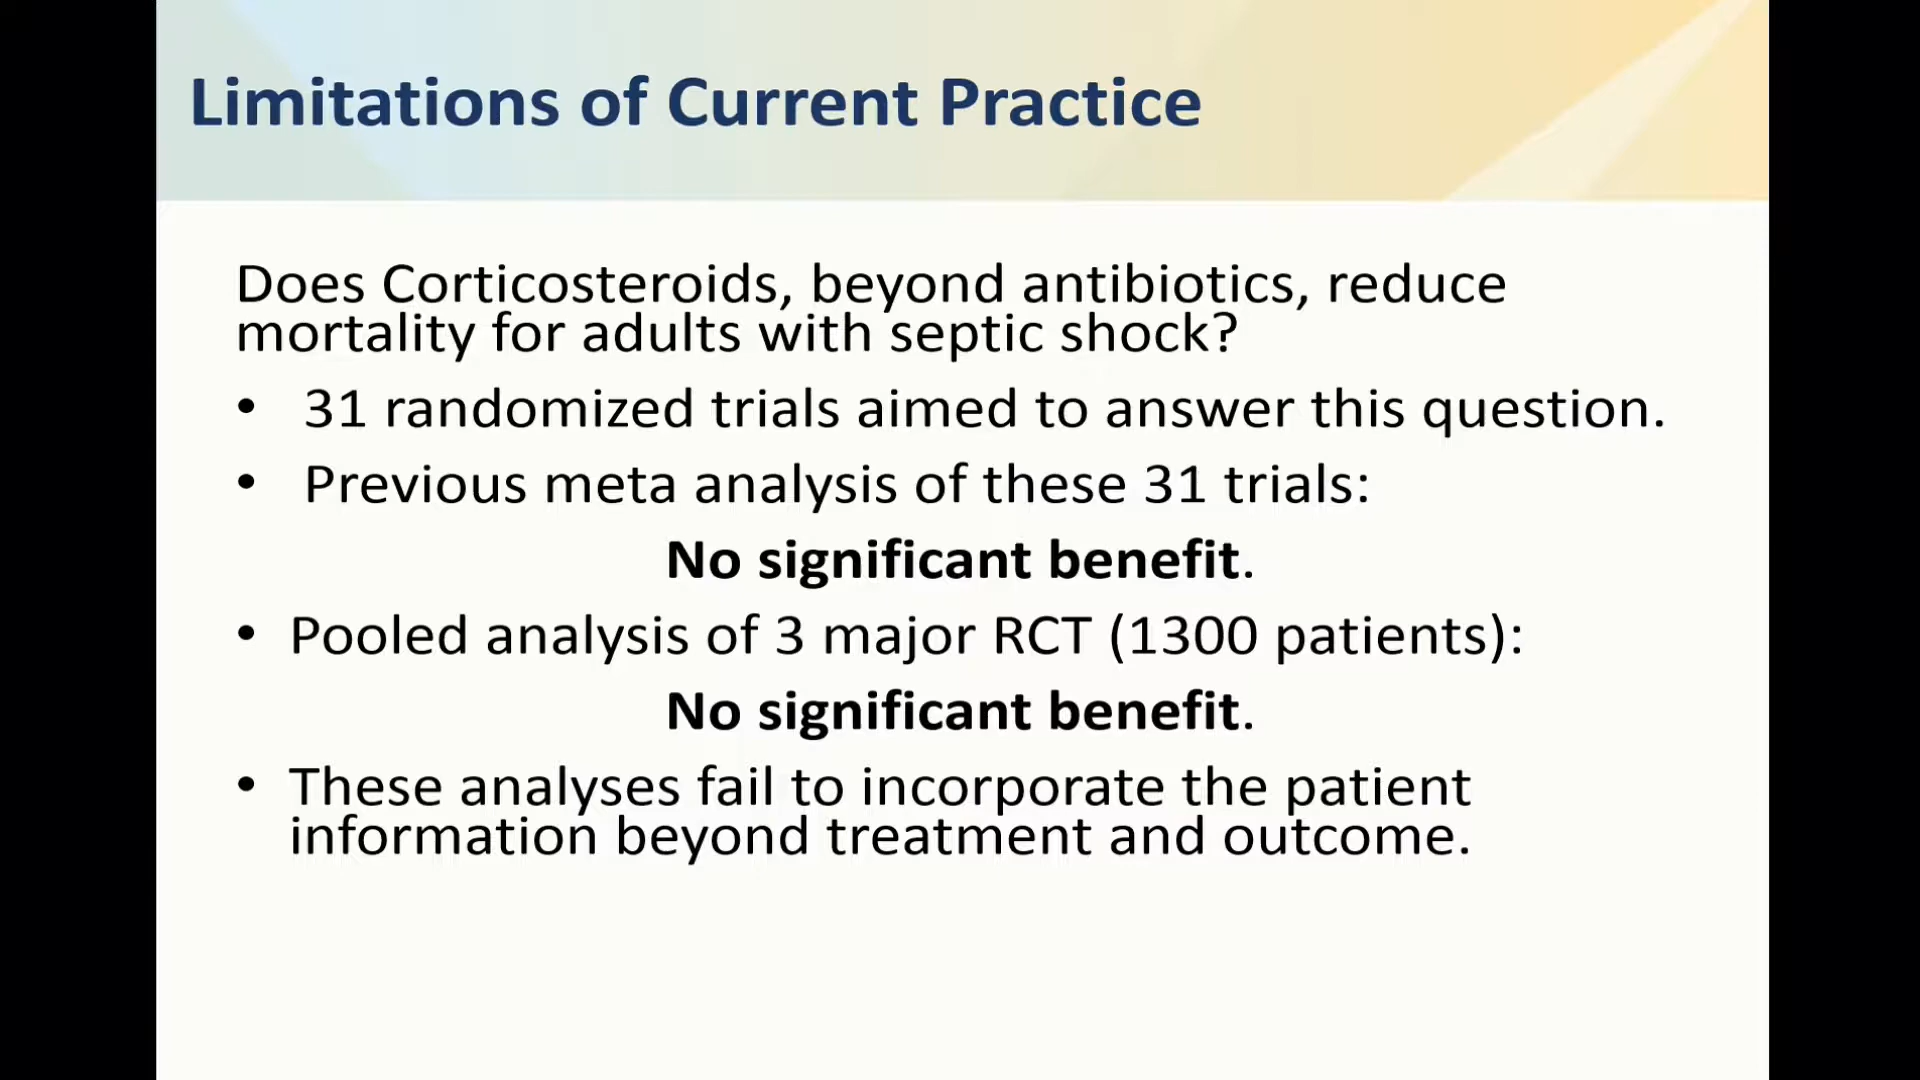 Limitations of Current Practice
Does Corticosteroids, beyond antibiotics, reduce
mortality for adults with septic shock?
• 31 randomized trials aimed to answer this question.
• Previous meta analysis of these 31 trials:
No significant benefit.
• Pooled analysis of 3 major RCT (1300 patients):
No significant benefit.
• These analyses fail to incorporate the patient
information beyond treatment and outcome.